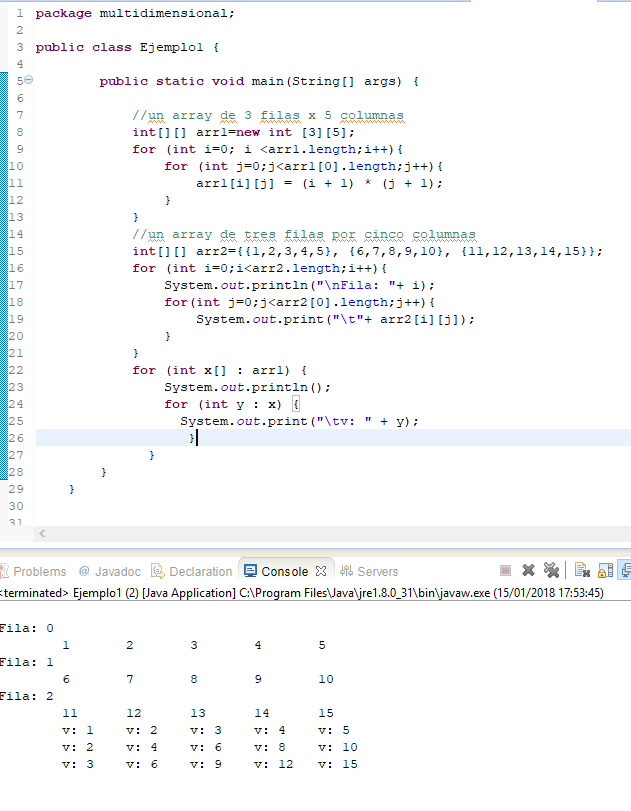 1 package multidimensional;
2
3 public class Ejemplo1 {
4
5 public static void main(String[] args) {
6
7 //un array de 3 filas x 5 columnas
8 int[][] arr1=new int [3][5];
9 for (int i=0; i <arr1.length;i++){
10 for (int j=0;j<arr1[0].length;j++){
11 arr1[i][j] = (i + 1) * (j + 1);
12 }
13 }
14 //un array de tres filas por cinco columnas
15 int[][] arr2={{1,2,3,4,5}, {6,7,8,9,10}, {11,12,13,14,15}};
16 for (int i=0;i<arr2.length;i++){
17 System.out.println("\nFila: "+ i);
18 for(int j=0;j<arr2[0].length;j++){
19 System.out.print("\t"+ arr2[i][j]);
20 }
21 }
22 for (int x[] : arr1) {
23 System.out.println();
24 for (int y : x) {
25 System.out.print("\tv: " + y);
26 }
27 }
28 }
29 }
30
31
Problems @ Javadoc Declaration Console Servers
<terminated> Ejemplo1 (2) [Java Application] C:\Program Files\Java\jre1.8.0_31\bin\javaw.exe (15/01/2018 17:53:45)
Fila: 0
1 2 3 4 5
Fila: 1
6 7 8 9 10
Fila: 2
11 12 13 14 15
v: 1 v: 2 v: 3 v: 4 v: 5
v: 2 v: 4 v: 6 v: 8 v: 10
v: 3 v: 6 v: 9 v: 12 v: 15